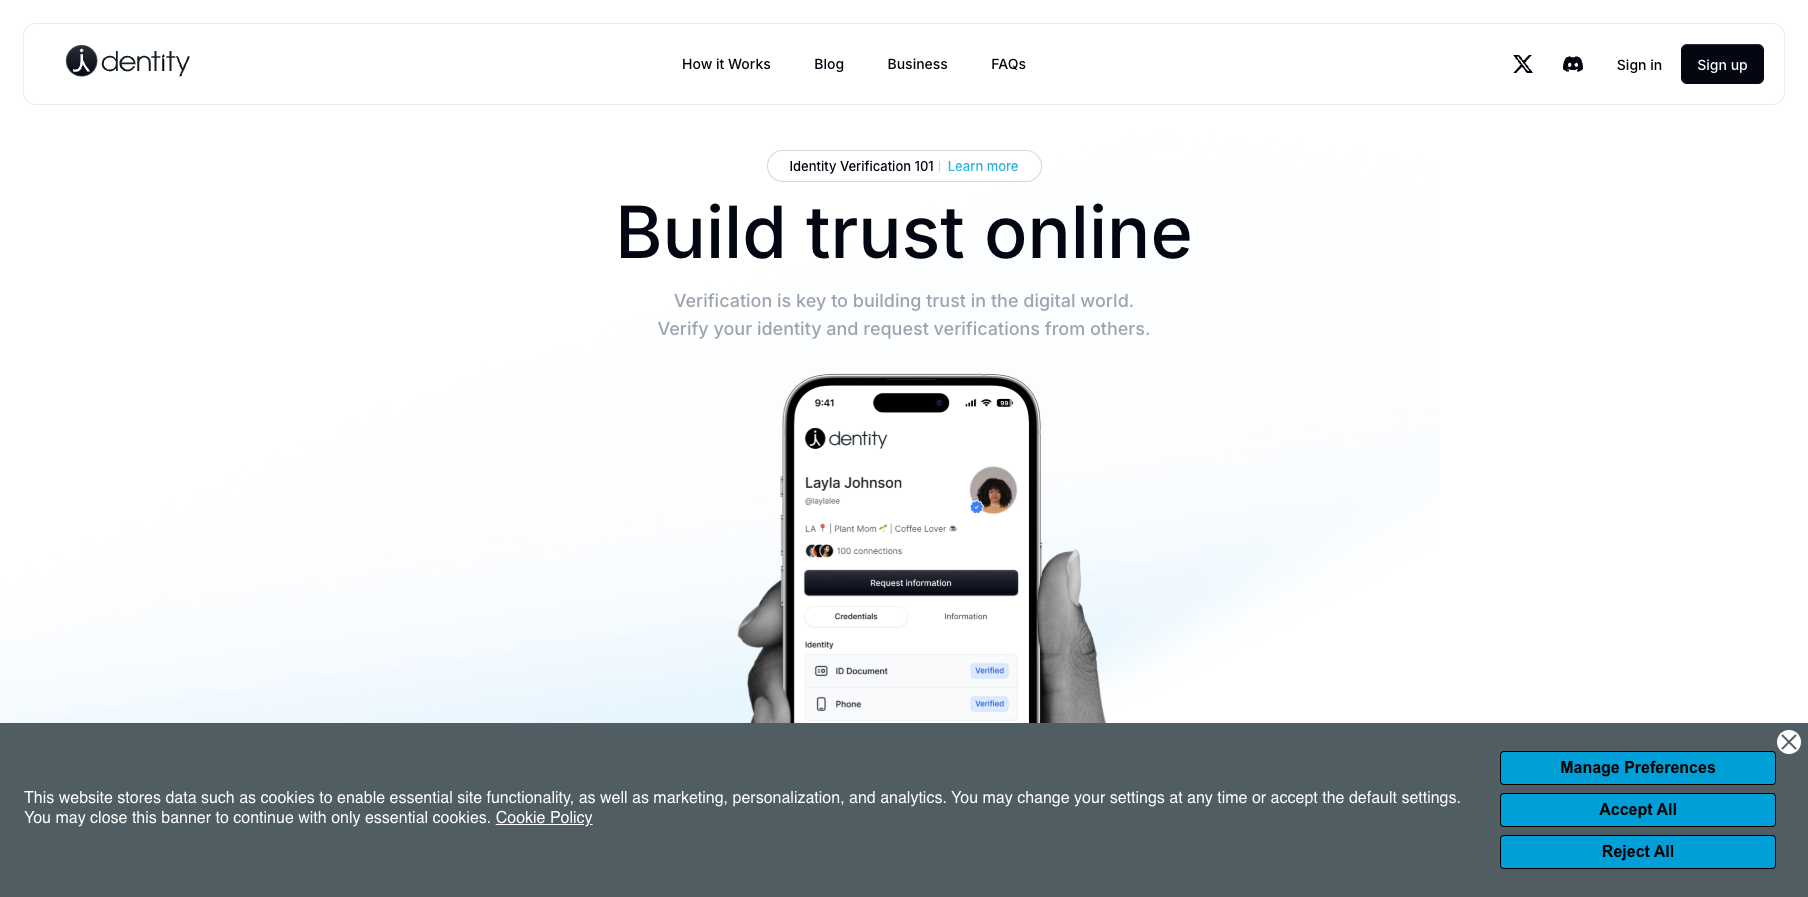 dentity
How it Works
Blog
Business
FAQs
Sign in
Sign up
Identity Verification 101 | Learn more
Build trust online
Verification is key to building trust in the digital world.
Verify your identity and request verifications from others.
9:41
99
dentity
Layla Johnson
@laylalee
LA 📍 | Plant Mom 🌱 | Coffee Lover ☕
100 connections
Request information
Credentials
Information
Identity
ID Document
Verified
Phone
Verified
This website stores data such as cookies to enable essential site functionality, as well as marketing, personalization, and analytics. You may change your settings at any time or accept the default settings.
You may close this banner to continue with only essential cookies. Cookie Policy
Manage Preferences
Accept All
Reject All